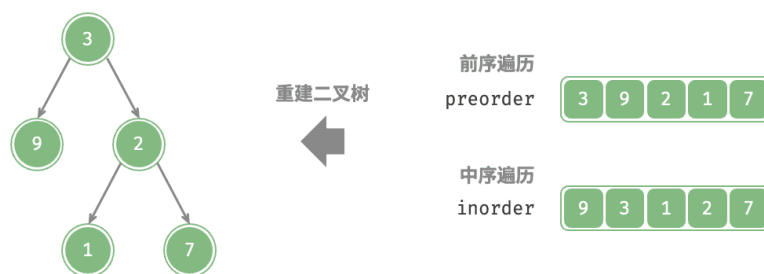 3
9
2
1
7
重建二叉树
前序遍历
preorder
3 9 2 1 7
中序遍历
inorder
9 3 1 2 7